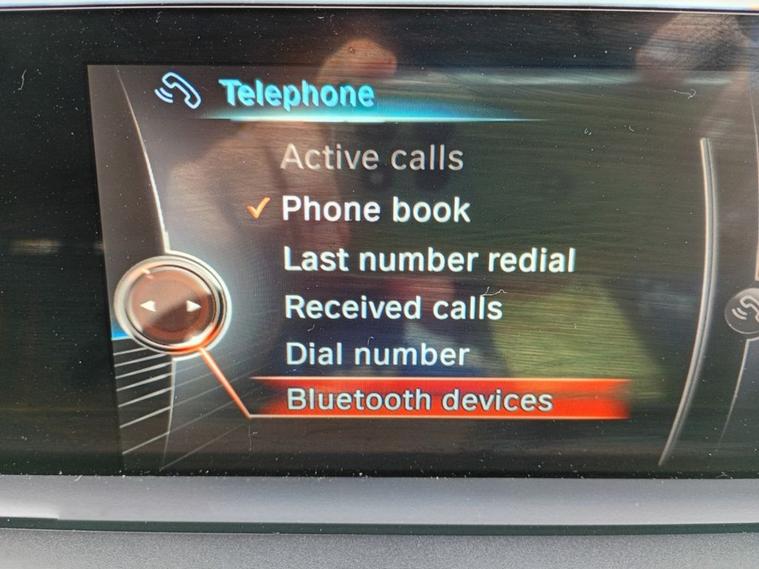 Telephone
Active calls
Phone book
Last number redial
Received calls
Dial number
Bluetooth devices